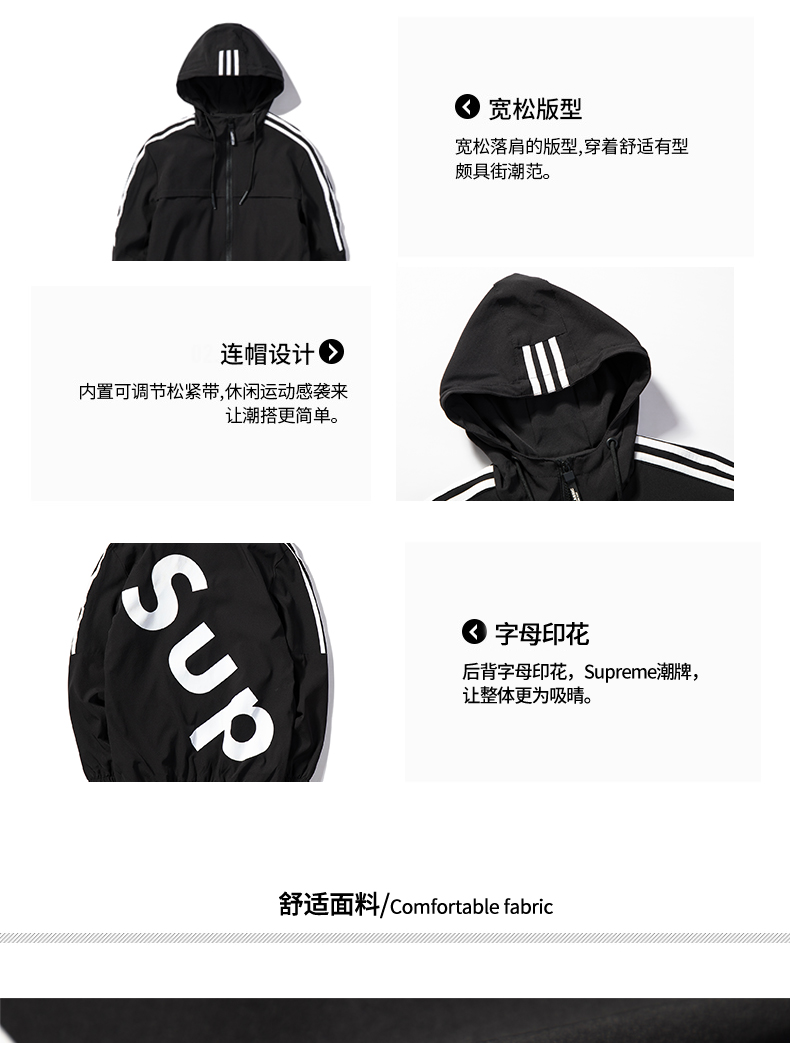 宽松版型
宽松落肩的版型,穿着舒适有型
颇具街潮范。
连帽设计
内置可调节松紧带,休闲运动感袭来
让潮搭更简单。
Sup
字母印花
后背字母印花，Supreme潮牌，
让整体更为吸晴。
舒适面料/Comfortable fabric